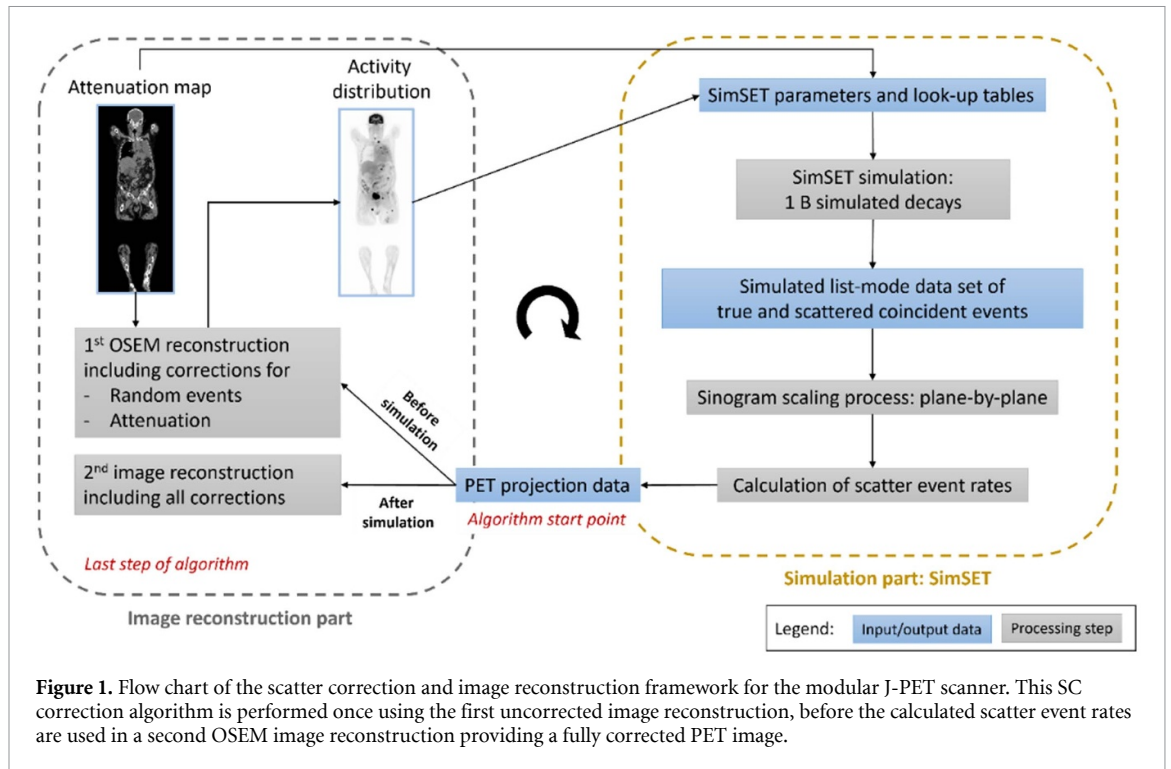 Attenuation map
Activity
distribution
SimSET parameters and look-up tables
SimSET simulation:
1 B simulated decays
Simulated list-mode data set of
true and scattered coincident events
1st OSEM reconstruction
including corrections for
- Random events
- Attenuation
Sinogram scaling process: plane-by-plane
Before
simulation
2nd image reconstruction
including all corrections
After
simulation
PET projection data
Calculation of scatter event rates
Algorithm start point
Last step of algorithm
Simulation part: SimSET
Image reconstruction part
Legend:
Input/output data
Processing step
Figure 1. Flow chart of the scatter correction and image reconstruction framework for the modular J-PET scanner. This SC
correction algorithm is performed once using the first uncorrected image reconstruction, before the calculated scatter event rates
are used in a second OSEM image reconstruction providing a fully corrected PET image.